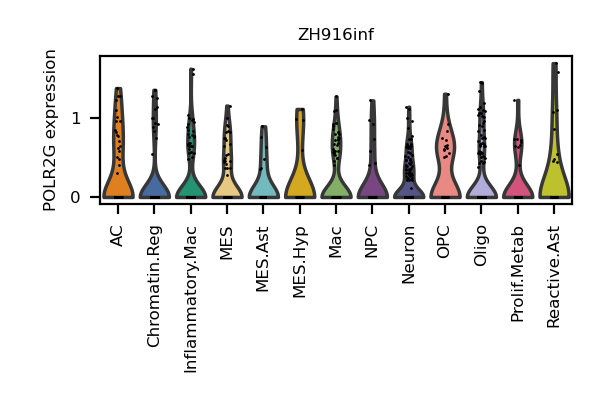 ZH916inf
POLR2G expression
1
0
AC
Chromatin.Reg
Inflammatory.Mac
MES
MES.Ast
MES.Hyp
Mac
NPC
Neuron
OPC
Oligo
Prolif.Metab
Reactive.Ast